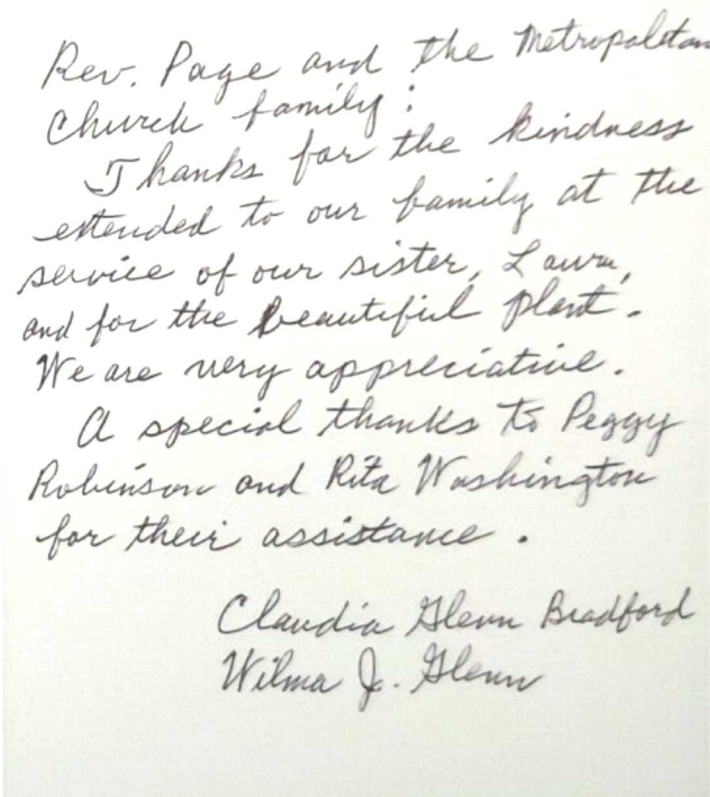 Rev. Page and the Metropolitan
Church family:
Thanks for the kindness
extended to our family at the
service of our sister, Laura,
and for the beautiful plant.
We are very appreciative.
A special thanks to Peggy
Robinson and Rita Washington
for their assistance.
Claudia Glenn Bradford
Wilma J. Glenn